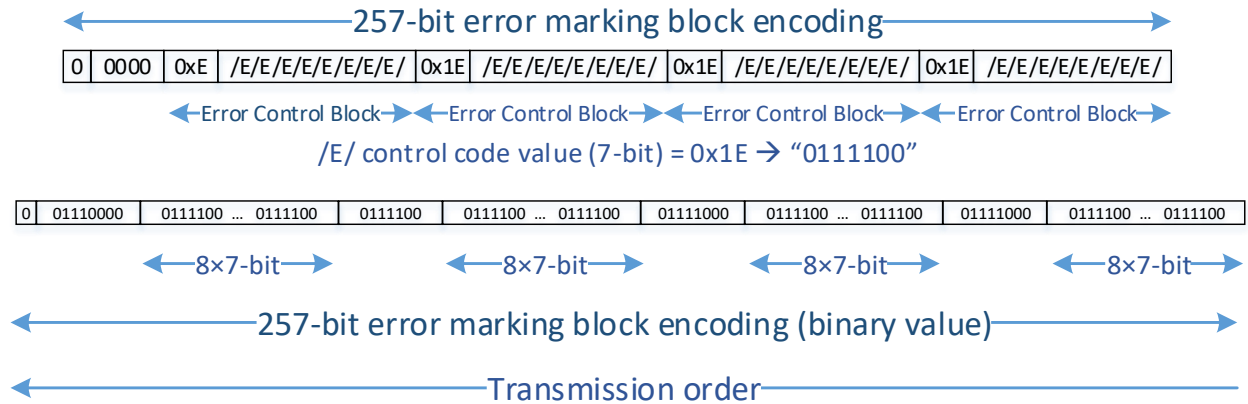 257-bit error marking block encoding
0 0000 0xE /E/E/E/E/E/E/E/E/ 0x1E /E/E/E/E/E/E/E/E/ 0x1E /E/E/E/E/E/E/E/E/ 0x1E /E/E/E/E/E/E/E/E/
Error Control Block Error Control Block Error Control Block Error Control Block
/E/ control code value (7-bit) = 0x1E → “0111100”
0 01110000 0111100 … 0111100 0111100 0111100 … 0111100 01111000 0111100 … 0111100 01111000 0111100 … 0111100
8×7-bit 8×7-bit 8×7-bit 8×7-bit
257-bit error marking block encoding (binary value)
Transmission order